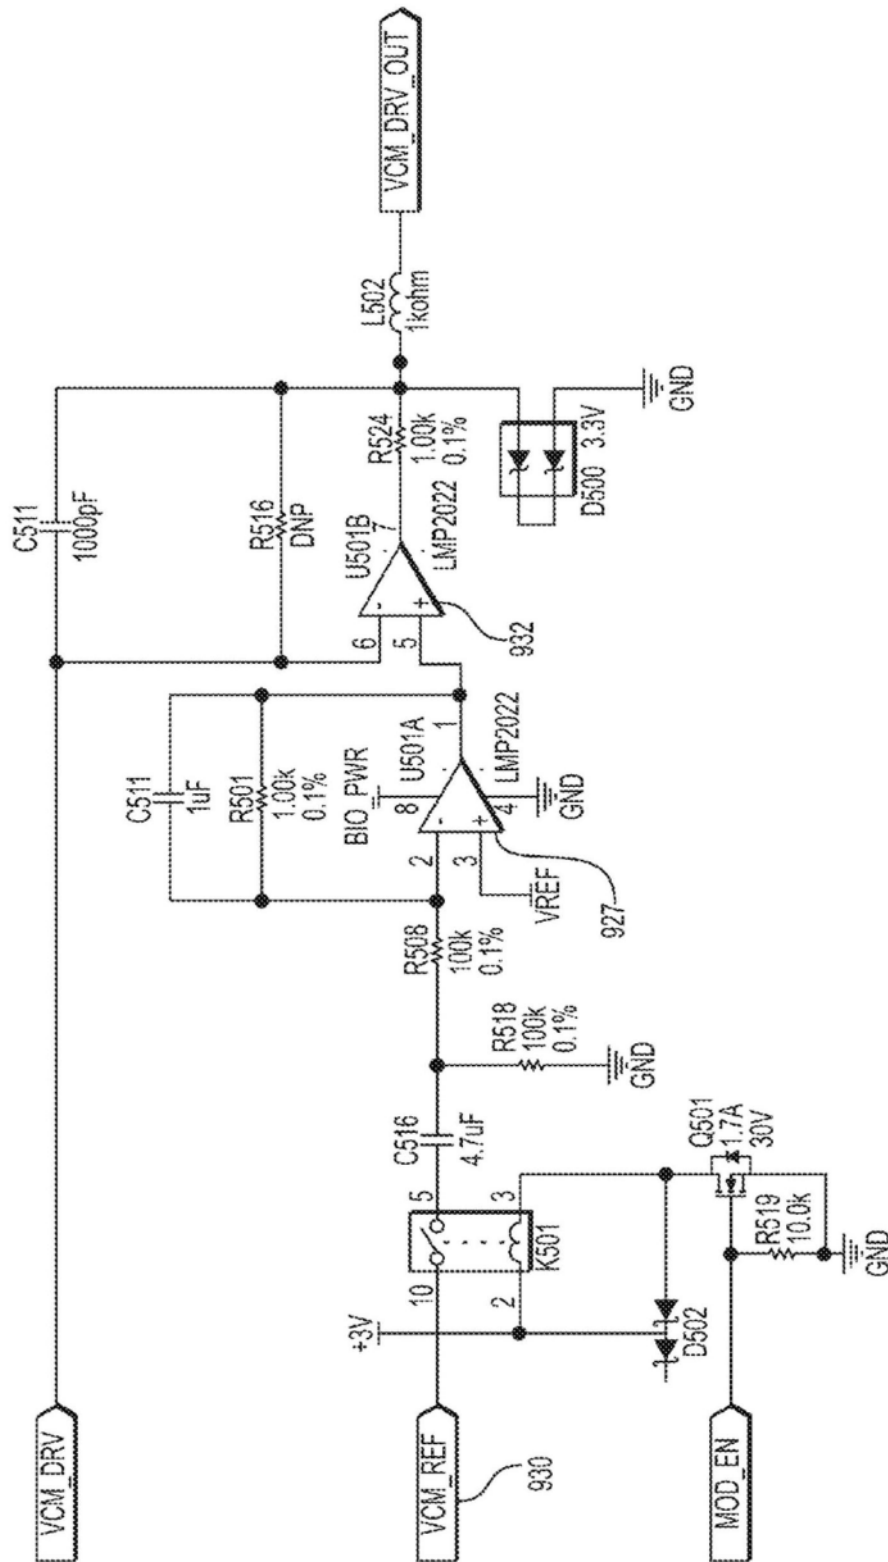 VCM_DRV
VCM_REF
930
MOD_EN
+3V
10
5
2
3
K501
D502
C516
4.7uF
R519
10.0k
GND
Q501
1.7A
30V
R518
100k
0.1%
GND
R508
100k
0.1%
C511
1uF
R501
1.00k
0.1%
BIO_PWR
8
2
3
VREF
927
U501A
1
LMP2022
4
GND
C511
1000pF
R516
DNP
6
5
932
U501B
7
LMP2022
R524
1.00k
0.1%
D500 3.3V
GND
L502
1kohm
VCM_DRV_OUT
-
+
-
+